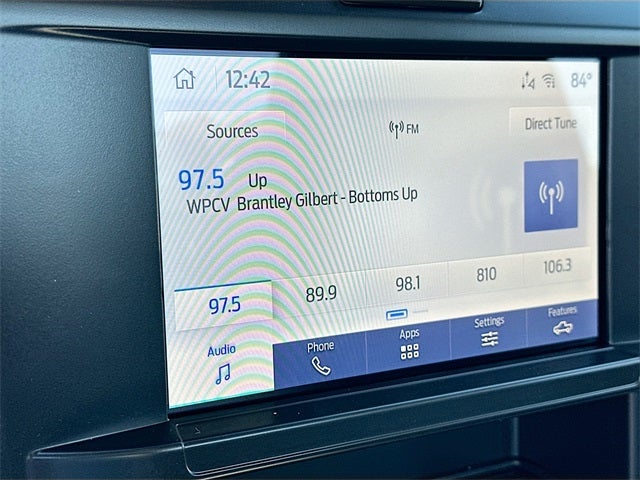 12:42 84°
Sources FM Direct Tune
97.5 Up
WPCV Brantley Gilbert - Bottoms Up
97.5 89.9 98.1 810 106.3
Audio Phone Apps Settings Features